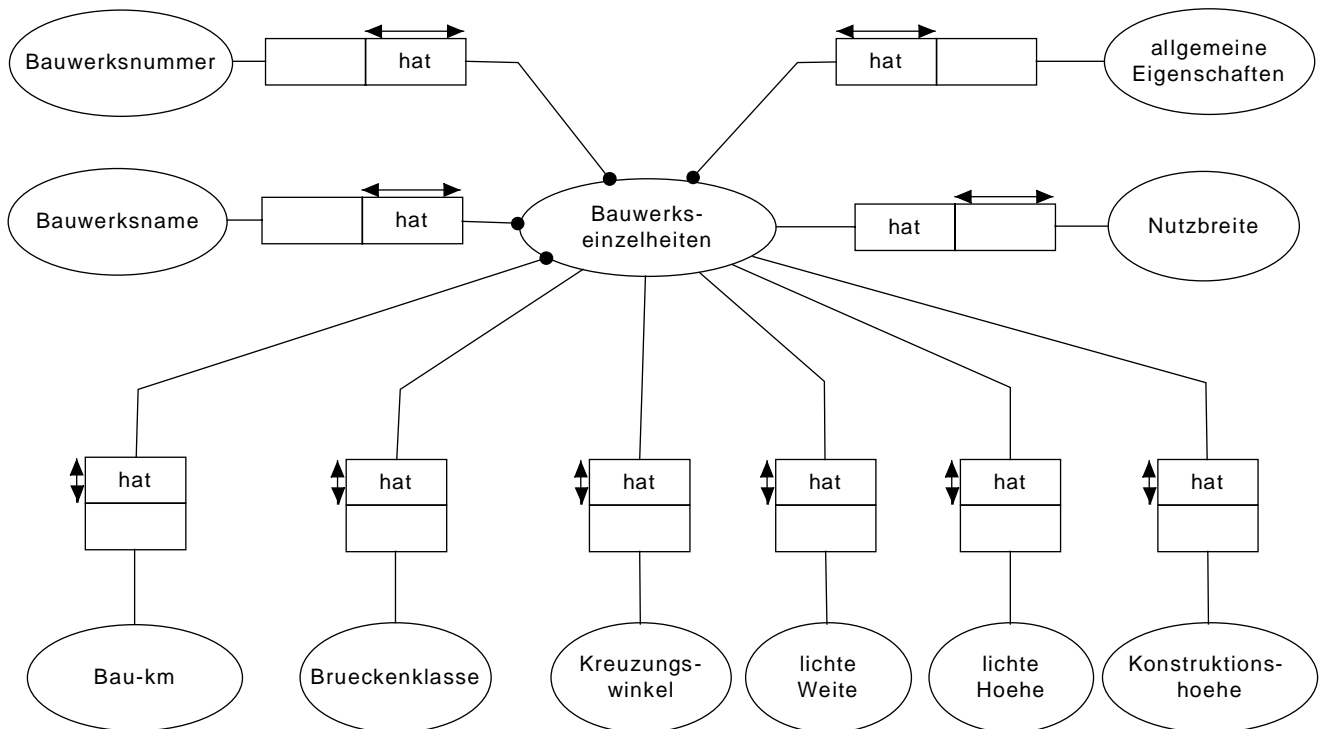 Bauwerksnummer
hat
hat
allgemeine
Eigenschaften
Bauwerksname
hat
Bauwerks-
einzelheiten
hat
Nutzbreite
hat
hat
hat
hat
hat
hat
Bau-km
Brueckenklasse
Kreuzungs-
winkel
lichte
Weite
lichte
Hoehe
Konstruktions-
hoehe